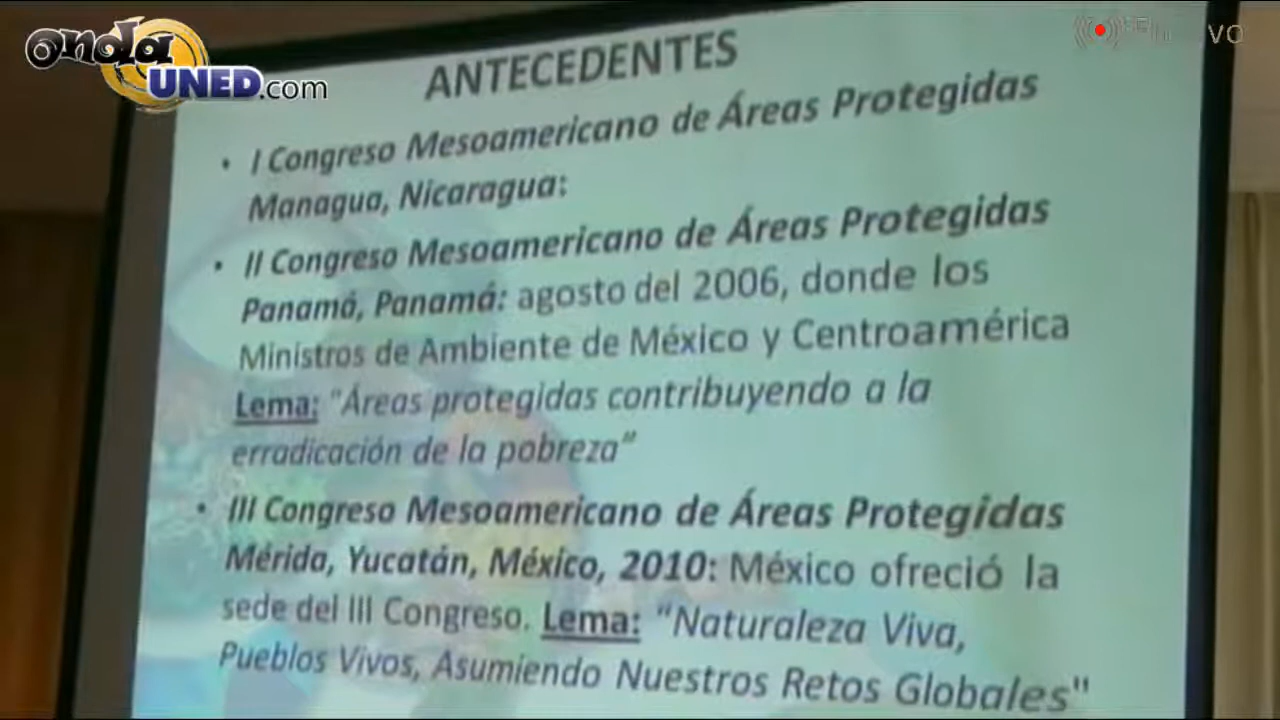 onda
UNED.com
VO
ANTECEDENTES
• I Congreso Mesoamericano de Áreas Protegidas
Managua, Nicaragua:
• II Congreso Mesoamericano de Áreas Protegidas
Panamá, Panamá: agosto del 2006, donde los
Ministros de Ambiente de México y Centroamérica
Lema: "Áreas protegidas contribuyendo a la
erradicación de la pobreza"
• III Congreso Mesoamericano de Áreas Protegidas
Mérida, Yucatán, México, 2010: México ofreció la
sede del III Congreso. Lema: "Naturaleza Viva,
Pueblos Vivos, Asumiendo Nuestros Retos Globales"